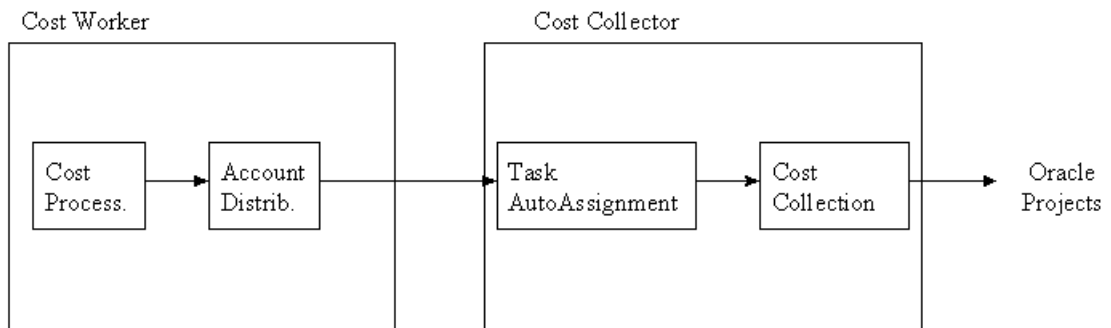 Cost Worker
Cost Collector
Cost
Process.
Account
Distrib.
Task
AutoAssignment
Cost
Collection
Oracle
Projects